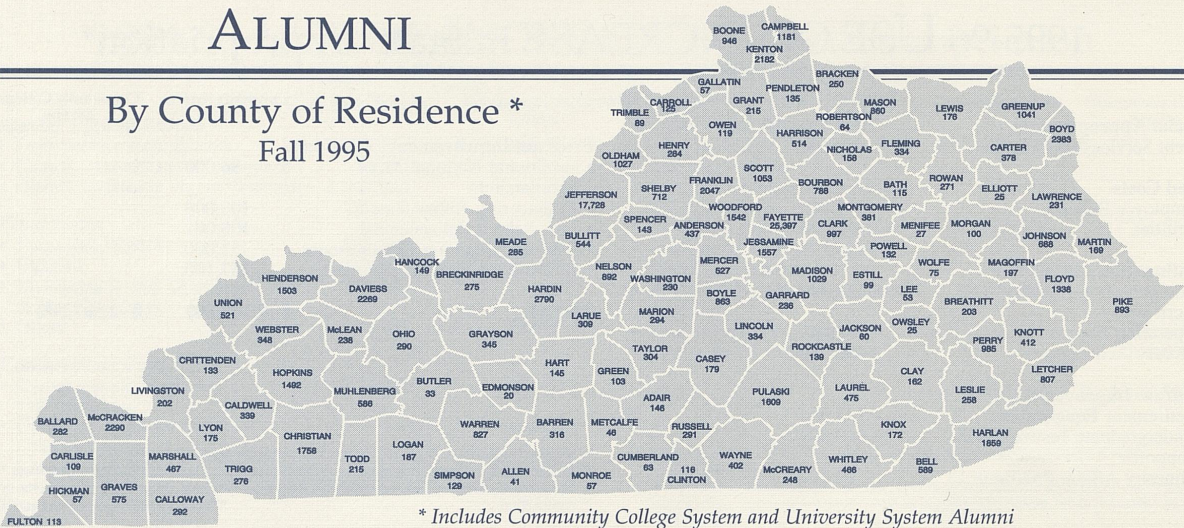 ALUMNI
By County of Residence *
Fall 1995
BOONE
946
CAMPBELL
1181
KENTON
2182
GALLATIN
57
PENDLETON
135
BRACKEN
250
CARROLL
125
TRIMBLE
89
GRANT
215
MASON
860
ROBERTSON
64
LEWIS
176
GREENUP
1041
BOYD
2383
OWEN
119
HARRISON
514
HENRY
284
NICHOLAS
158
FLEMING
334
CARTER
378
OLDHAM
1027
SCOTT
1053
FRANKLIN
2047
BOURBON
788
BATH
115
ROWAN
271
ELLIOTT
25
LAWRENCE
231
JEFFERSON
17,728
SHELBY
712
WOODFORD
1542
FAYETTE
25,397
MONTGOMERY
381
SPENCER
143
ANDERSON
437
CLARK
997
MENIFEE
27
MORGAN
100
BULLITT
544
JESSAMINE
1557
POWELL
132
JOHNSON
668
MARTIN
169
MEADE
285
HANCOCK
149
BRECKINRIDGE
275
NELSON
892
WASHINGTON
230
MERCER
527
MADISON
1029
ESTILL
99
WOLFE
75
MAGOFFIN
197
FLOYD
1338
HENDERSON
1503
DAVIESS
2269
HARDIN
2790
BOYLE
863
GARRARD
236
LEE
53
BREATHITT
203
PIKE
893
UNION
521
LARUE
309
MARION
294
WEBSTER
348
McLEAN
238
OHIO
290
GRAYSON
345
LINCOLN
334
JACKSON
60
OWSLEY
25
KNOTT
412
ROCKCASTLE
139
PERRY
985
TAYLOR
304
CRITTENDEN
133
HART
145
CASEY
179
HOPKINS
1492
GREEN
103
CLAY
162
LETCHER
807
BUTLER
33
EDMONSON
20
MUHLENBERG
586
LIVINGSTON
202
PULASKI
1609
LAUREL
475
LESLIE
258
ADAIR
146
CALDWELL
339
BALLARD
282
McCRACKEN
2290
LYON
175
WARREN
827
BARREN
316
METCALFE
46
RUSSELL
291
KNOX
172
HARLAN
1859
CHRISTIAN
1758
LOGAN
187
CARLISLE
109
MARSHALL
467
TRIGG
276
TODD
215
CUMBERLAND
63
116
CLINTON
WAYNE
402
McCREARY
248
WHITLEY
466
BELL
589
SIMPSON
129
ALLEN
41
MONROE
57
HICKMAN
57
GRAVES
575
CALLOWAY
292
FULTON 113
* Includes Community College System and University System Alumni